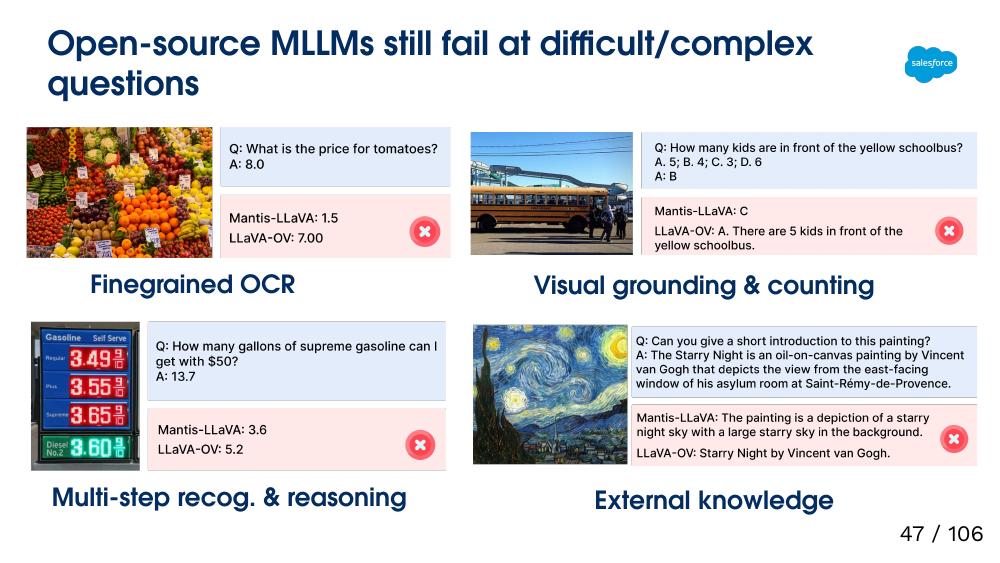 Open-source MLLMs still fail at difficult/complex
questions
salesforce
Q: What is the price for tomatoes?
A: 8.0
Mantis-LLaVA: 1.5
LLaVA-OV: 7.00
Finegrained OCR
Q: How many kids are in front of the yellow schoolbus?
A. 5; B. 4; C. 3; D. 6
A: B
Mantis-LLaVA: C
LLaVA-OV: A. There are 5 kids in front of the
yellow schoolbus.
Visual grounding & counting
Gasoline Self Serve
Regular 3.49 9/10
Plus 3.55 9/10
Supreme 3.65 9/10
Diesel
No.2 3.60 9/10
Q: How many gallons of supreme gasoline can I
get with $50?
A: 13.7
Mantis-LLaVA: 3.6
LLaVA-OV: 5.2
Multi-step recog. & reasoning
Q: Can you give a short introduction to this painting?
A: The Starry Night is an oil-on-canvas painting by Vincent
van Gogh that depicts the view from the east-facing
window of his asylum room at Saint-Rémy-de-Provence.
Mantis-LLaVA: The painting is a depiction of a starry
night sky with a large starry sky in the background.
LLaVA-OV: Starry Night by Vincent van Gogh.
External knowledge
47 / 106